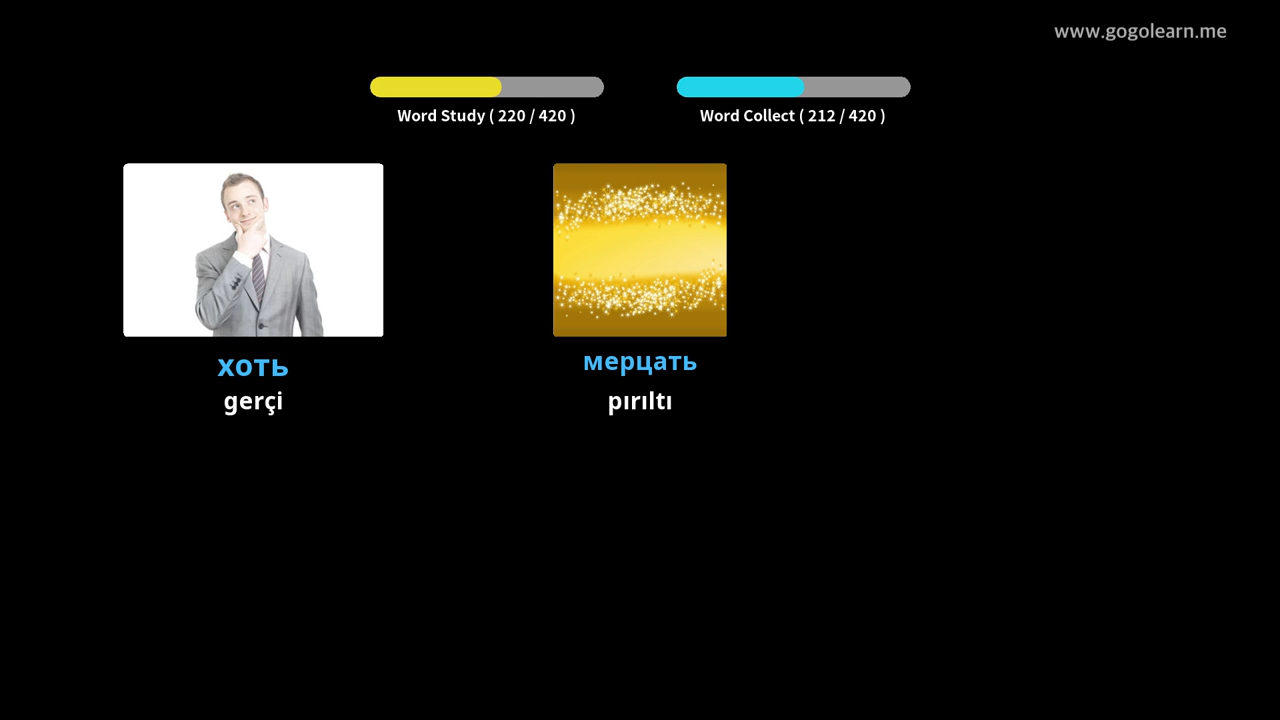 www.gogolearn.me
Word Study ( 220 / 420 )
Word Collect ( 212 / 420 )
хоть
gerçi
мерцать
pırıltı